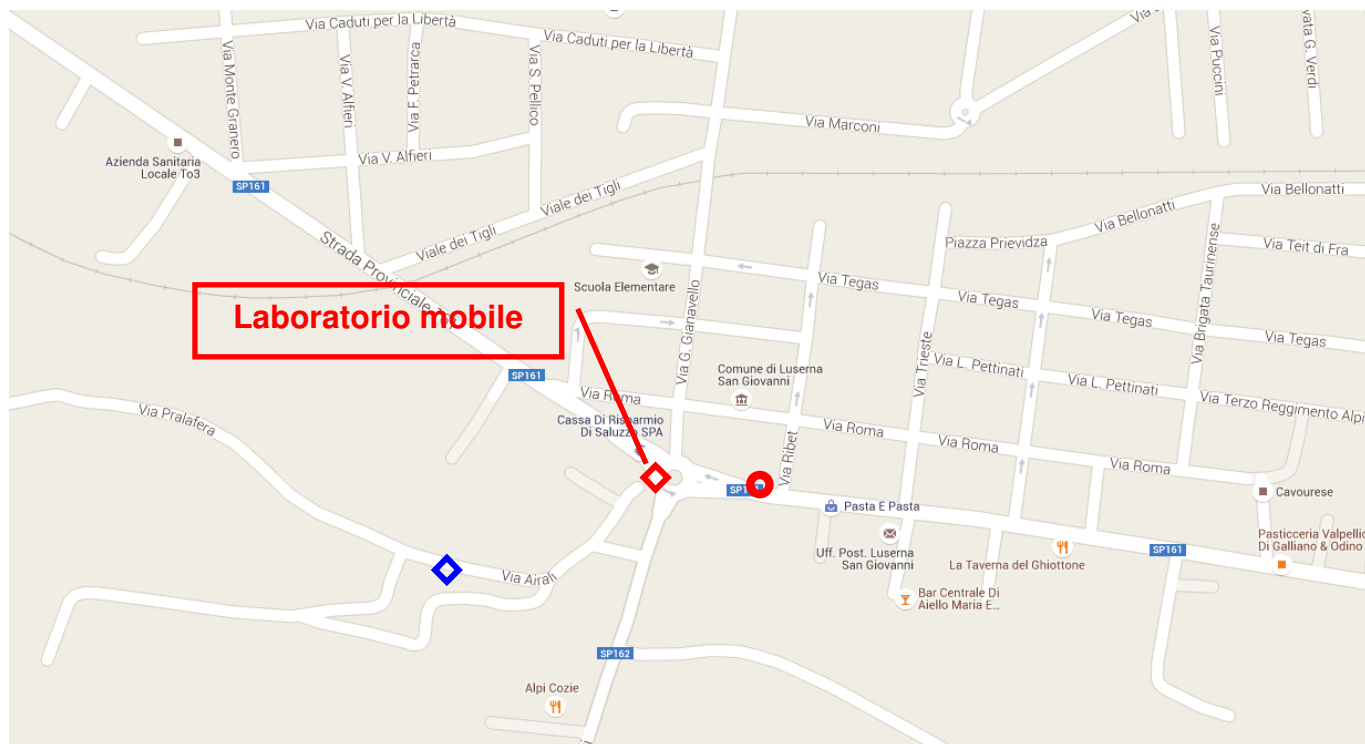 Via Caduti per la Libertà
Via Caduti per la Libertà
Via Monte Granero
Via V. Alfieri
Via F. Petrarca
Via S. Pellico
Via Puccini
vata G. Verdi
Via Marconi
Azienda Sanitaria
Locale To3
Via V. Alfieri
SP161
Viale dei Tigli
Viale dei Tigli
Via Bellonatti
Via Bellonatti
Piazza Prievidza
Via Teit di Fra
Strada Provinciale
Scuola Elementare
Via Tegas
Via Tegas
Via Tegas
Via Tegas
Via Brigata Taurinense
Laboratorio mobile
Via G. Gianavello
Via Trieste
Via L. Pettinati
Via L. Pettinati
Comune di Luserna
San Giovanni
SP161
Via Roma
Via Terzo Reggimento Alpi
Via Pralafera
Cassa Di Risparmio
Di Saluzzo SPA
Via Ribet
Via Roma
Via Roma
Via Roma
Cavourese
Pasta E Pasta
Uff. Post. Luserna
San Giovanni
La Taverna del Ghiottone
SP161
Pasticceria Valpellic
Di Galliano & Odino
Via Airali
Bar Centrale Di
Aiello Maria E...
SP162
Alpi Cozie